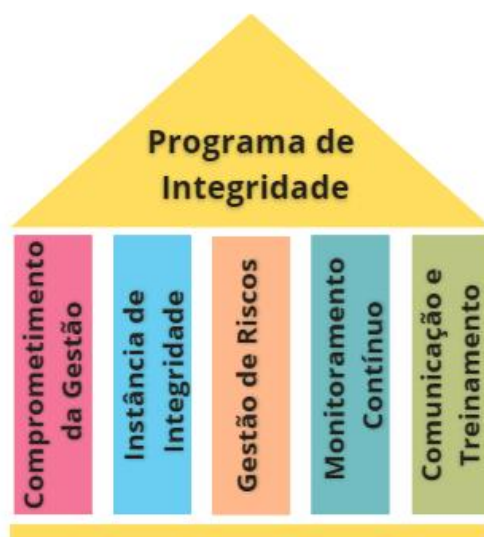 Programa de
Integridade
Comprometimento
da Gestão
Instância de
Integridade
Gestão de Riscos
Monitoramento
Contínuo
Comunicação e
Treinamento